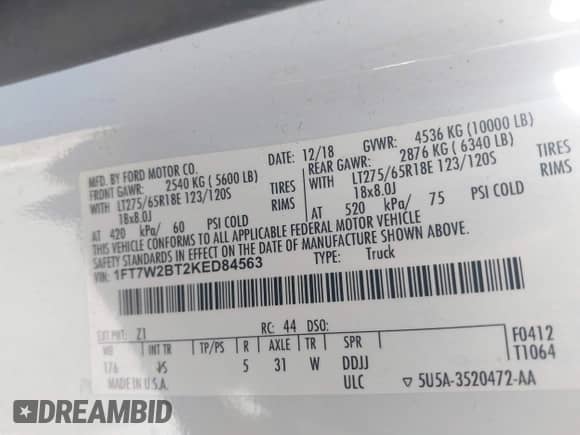 MFD. BY FORD MOTOR CO.
DATE: 12/18 GVWR: 4536 KG (10000 LB)
FRONT GAWR: 2540 KG ( 5600 LB) REAR GAWR: 2876 KG ( 6340 LB)
WITH LT275/65R18E 123/120S TIRES WITH LT275/65R18E 123/120S TIRES
18x8.0J RIMS 18x8.0J RIMS
AT 420 kPa/ 60 PSI COLD AT 520 kPa/ 75 PSI COLD
THIS VEHICLE CONFORMS TO ALL APPLICABLE FEDERAL MOTOR VEHICLE
SAFETY STANDARDS IN EFFECT ON THE DATE OF MANUFACTURE SHOWN ABOVE.
VIN: 1FT7W2BT2KED84563 TYPE: Truck
EXT PNT: Z1 RC: 44 DSO: F0412
WB INT TR TP/PS R AXLE TR SPR T1064
176 5 31 W DDJJ
MADE IN U.S.A. ULC ▽ 5U5A-3520472-AA
DREAMBID